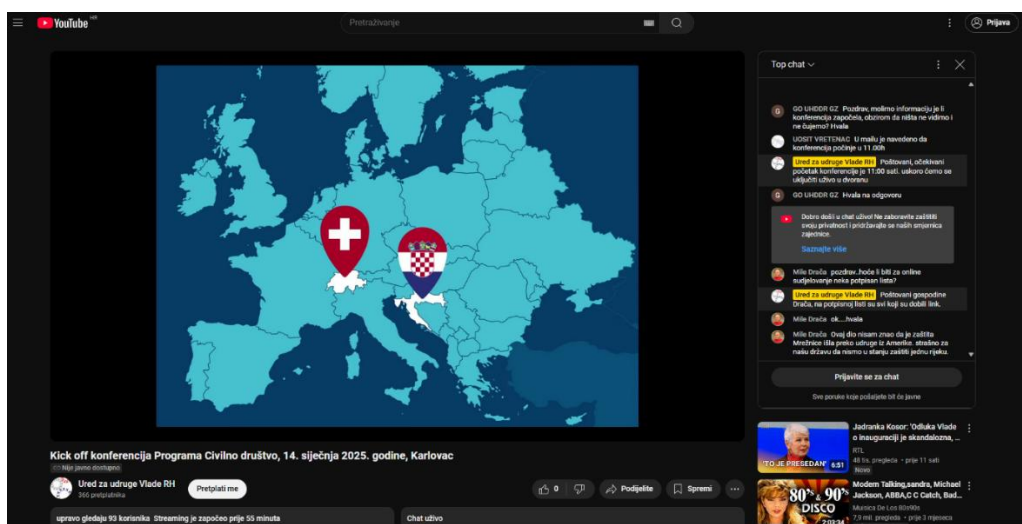 YouTube HR
Pretraživanje
Prijava
Top chat
GO UHDDR GZ Pozdrav, molimo informaciju je li
konferencija započela, obzirom da ništa ne vidimo i
ne čujemo? Hvala
UOSIT VRETENAC U mailu je navedeno da
konferencija počinje u 11.00h
Ured za udruge Vlade RH Poštovani, očekivani
početak konferencije je 11:00 sati. uskoro ćemo se
uključiti uživo u dvoranu
GO UHDDR GZ Hvala na odgovoru
Dobro došli u chat uživo! Ne zaboravite zaštititi
svoju privatnost i pridržavajte se naših smjernica
zajednice.
Saznajte više
Mile Drača pozdrav..hoće li biti za online
sudjelovanje neka potpisan lista?
Ured za udruge Vlade RH Poštovani gospodine
Drača, na potpisnoj listi su svi koji su dobili link.
Mile Drača ok....hvala
Mile Drača Ovaj dio nisam znao da je zaštita
Mrežnice išla preko udruge iz Amerike. strašno za
našu državu da nismo u stanju zaštiti jednu rijeku.
Prijavite se za chat
Sve poruke koje pošaljete bit će javne
Kick off konferencija Programa Civilno društvo, 14. siječnja 2025. godine, Karlovac
Nije javno dostupno
Ured za udruge Vlade RH
366 pretplatnika
Pretplati me
0
Podijelite
Spremi
upravo gledaju 93 korisnika Streaming je započeo prije 55 minuta
Chat uživo
'TO JE PRESEDAN'
6:51
Jadranka Kosor: 'Odluka Vlade
o inauguraciji je skandalozna, ...
RTL
48 tis. pregleda • prije 11 sati
Novo
80's & 90's
DISCO
2:03:34
Modern Talking,sandra, Michael
Jackson, ABBA,C C Catch, Bad...
Musica De Los 80x90x
7,9 mil. pregleda • prije 3 mjeseca